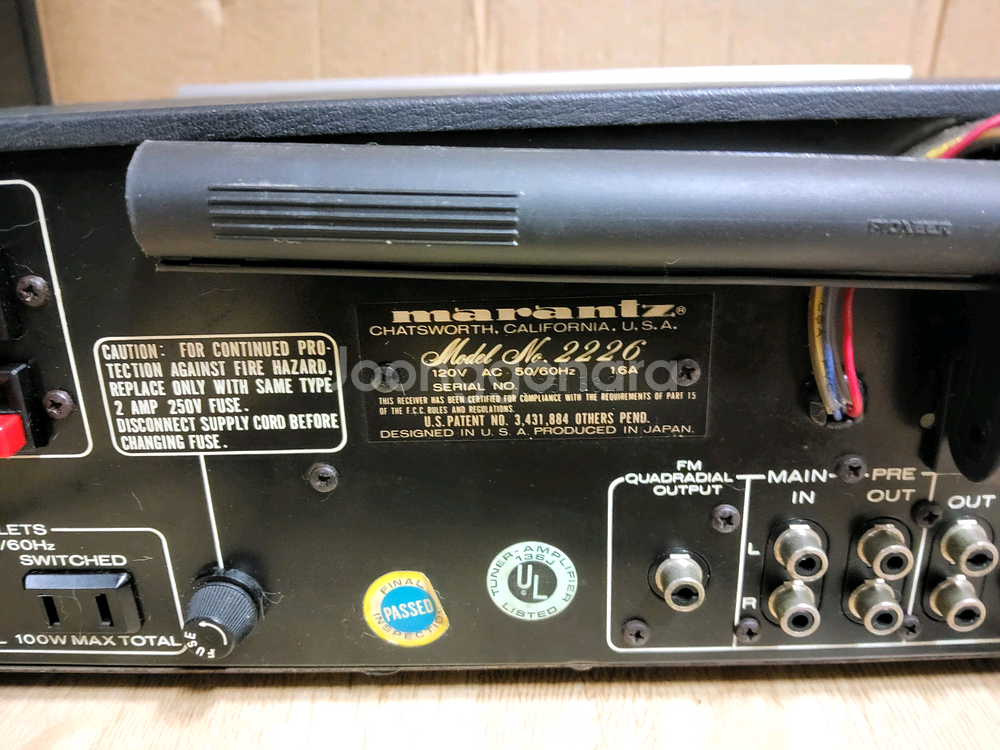 PIONEER
marantz®
CHATSWORTH, CALIFORNIA, U.S.A.
Model No. 2226
120V AC 50/60Hz 1.6A
SERIAL NO.
THIS RECEIVER HAS BEEN CERTIFIED FOR COMPLIANCE WITH THE REQUIREMENTS OF PART 15
OF THE F.C.C. RULES AND REGULATIONS.
U.S. PATENT NO. 3,431,884 OTHERS PEND.
DESIGNED IN U.S.A. PRODUCED IN JAPAN.
CAUTION: FOR CONTINUED PRO-
TECTION AGAINST FIRE HAZARD,
REPLACE ONLY WITH SAME TYPE
2 AMP 250V FUSE.
DISCONNECT SUPPLY CORD BEFORE
CHANGING FUSE.
FM
QUADRADIAL
OUTPUT
MAIN
IN
PRE
OUT
OUT
L
R
LETS
/60Hz
SWITCHED
100W MAX TOTAL
FUSE
FINAL
PASSED
INSPECTION
TUNER-AMPLIFIER
136J
UL
LISTED